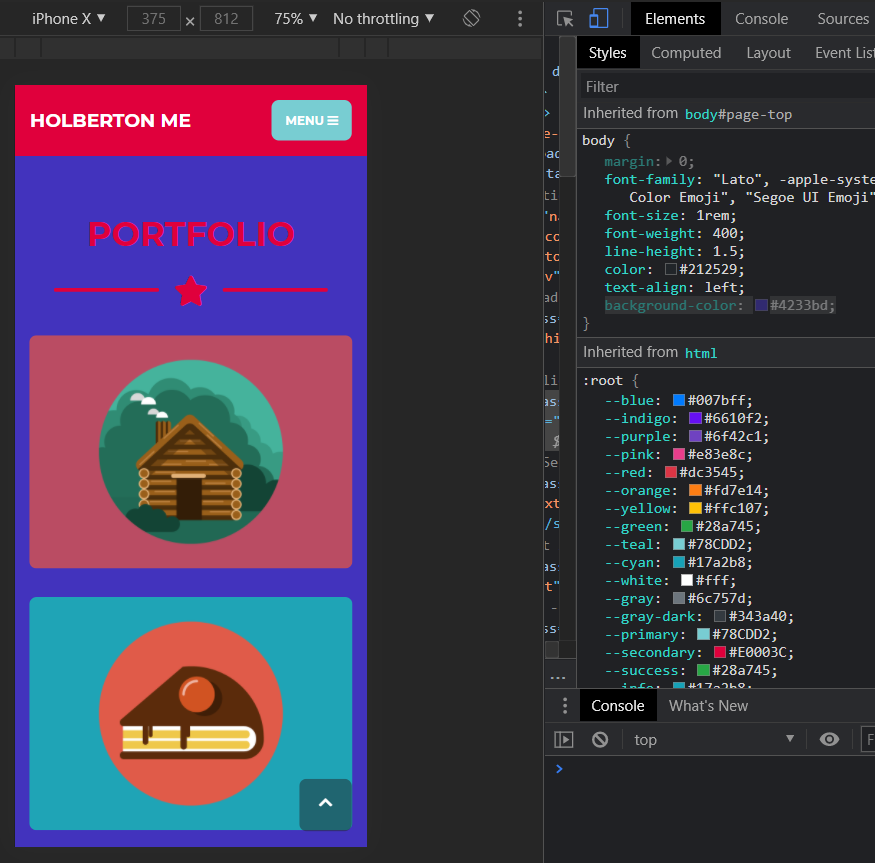 iPhone X ▼ 375 × 812 75% ▼ No throttling ▼
Elements Console Sources
Styles Computed Layout Event
Filter
Inherited from body#page-top
body {
margin: 0;
font-family: "Lato", -apple-syste
Color Emoji", "Segoe UI Emoji"
font-size: 1rem;
font-weight: 400;
line-height: 1.5;
color: #212529;
text-align: left;
background-color: #4233bd;
}
Inherited from html
:root {
--blue: #007bff;
--indigo: #6610f2;
--purple: #6f42c1;
--pink: #e83e8c;
--red: #dc3545;
--orange: #fd7e14;
--yellow: #ffc107;
--green: #28a745;
--teal: #78CDD2;
--cyan: #17a2b8;
--white: #fff;
--gray: #6c757d;
--gray-dark: #343a40;
--primary: #78CDD2;
--secondary: #E0003C;
--success: #28a745;
--info: #17a2b8;
HOLBERTON ME
MENU
PORTFOLIO
Console What's New
top ▼